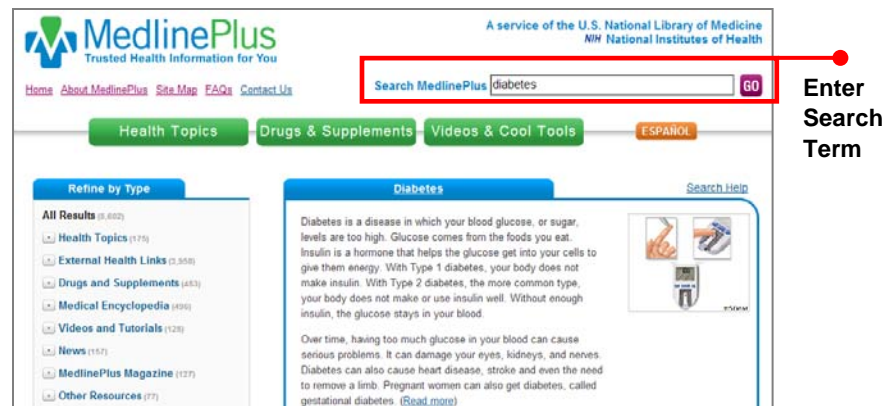 MedlinePlus
Trusted Health Information for You
A service of the U.S. National Library of Medicine
NIH National Institutes of Health
Home About MedlinePlus Site Map FAQs Contact Us
Search MedlinePlus diabetes GO
Enter
Search
Term
Health Topics Drugs & Supplements Videos & Cool Tools ESPAÑOL
Refine by Type
All Results
Health Topics (175)
External Health Links
Drugs and Supplements
Medical Encyclopedia
Videos and Tutorials
News (157)
MedlinePlus Magazine (127)
Other Resources (77)
Diabetes
Search Help
Diabetes is a disease in which your blood glucose, or sugar,
levels are too high. Glucose comes from the foods you eat.
Insulin is a hormone that helps the glucose get into your cells to
give them energy. With Type 1 diabetes, your body does not
make insulin. With Type 2 diabetes, the more common type,
your body does not make or use insulin well. Without enough
insulin, the glucose stays in your blood.
Over time, having too much glucose in your blood can cause
serious problems. It can damage your eyes, kidneys, and nerves.
Diabetes can also cause heart disease, stroke and even the need
to remove a limb. Pregnant women can also get diabetes, called
gestational diabetes. (Read more)